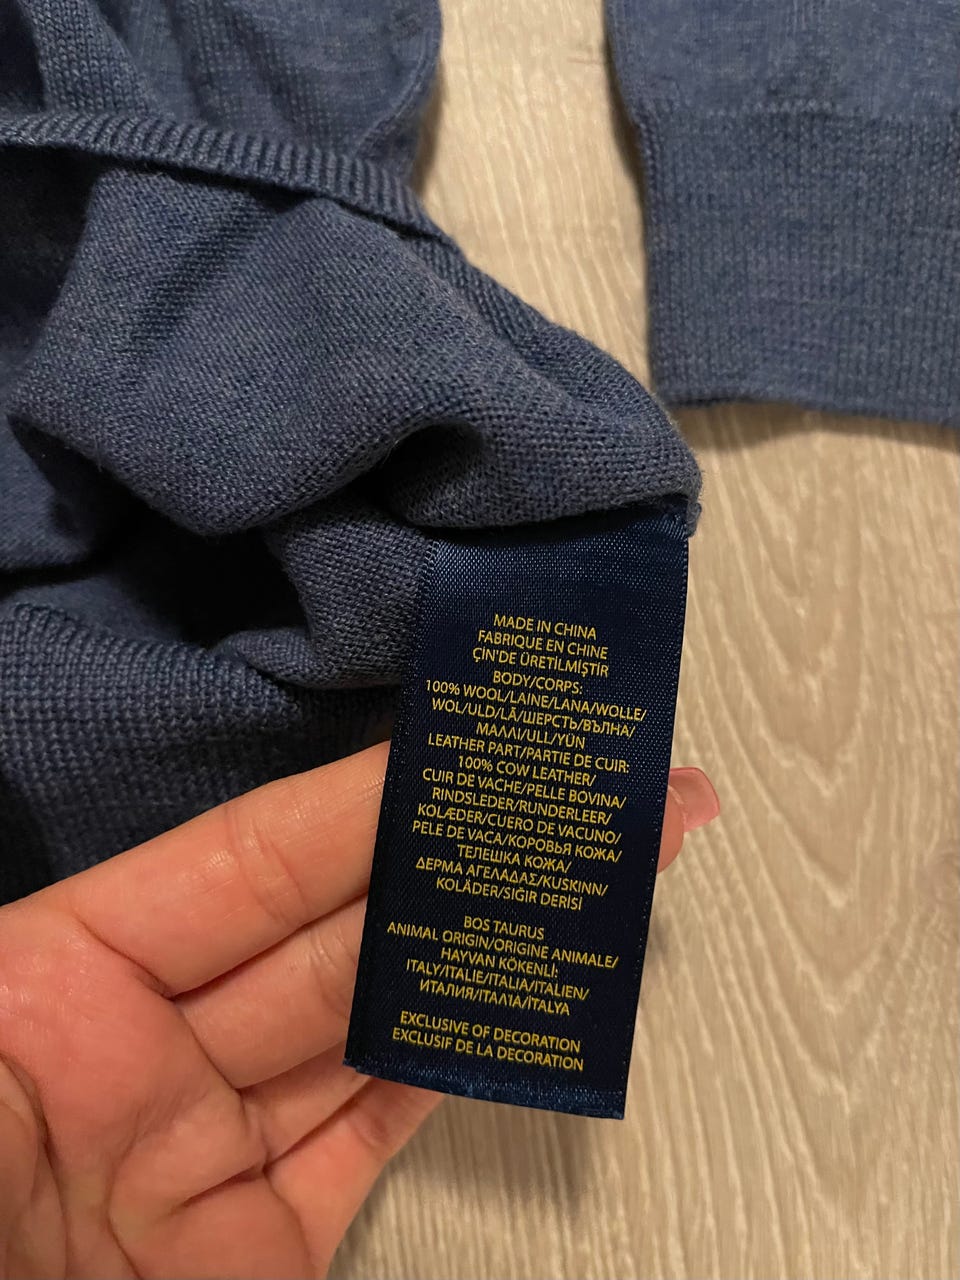 MADE IN CHINA
FABRIQUE EN CHINE
ÇİN'DE ÜRETİLMİŞTİR
BODY/CORPS:
100% WOOL/LAINE/LANA/WOLLE/
WOL/ULD/LÃ/ШЕРСТЬ/ВЪЛНА/
ΜΑΛΛΙ/ULL/YÜN
LEATHER PART/PARTIE DE CUIR:
100% COW LEATHER/
CUIR DE VACHE/PELLE BOVINA/
RINDSLEDER/RUNDERLEER/
KOLÆDER/CUERO DE VACUNO/
PELE DE VACA/КОРОВЬЯ КОЖА/
ТЕЛЕШКА КОЖА/
ΔΕΡΜΑ ΑΓΕΛΑΔΑΣ/KUSKINN/
KOLÄDER/SIĞIR DERİSİ
BOS TAURUS
ANIMAL ORIGIN/ORIGINE ANIMALE/
HAYVAN KÖKENLİ:
ITALY/ITALIE/ITALIA/ITALIEN/
ИТАЛИЯ/ΙΤΑΛΙΑ/İTALYA
EXCLUSIVE OF DECORATION
EXCLUSIF DE LA DECORATION